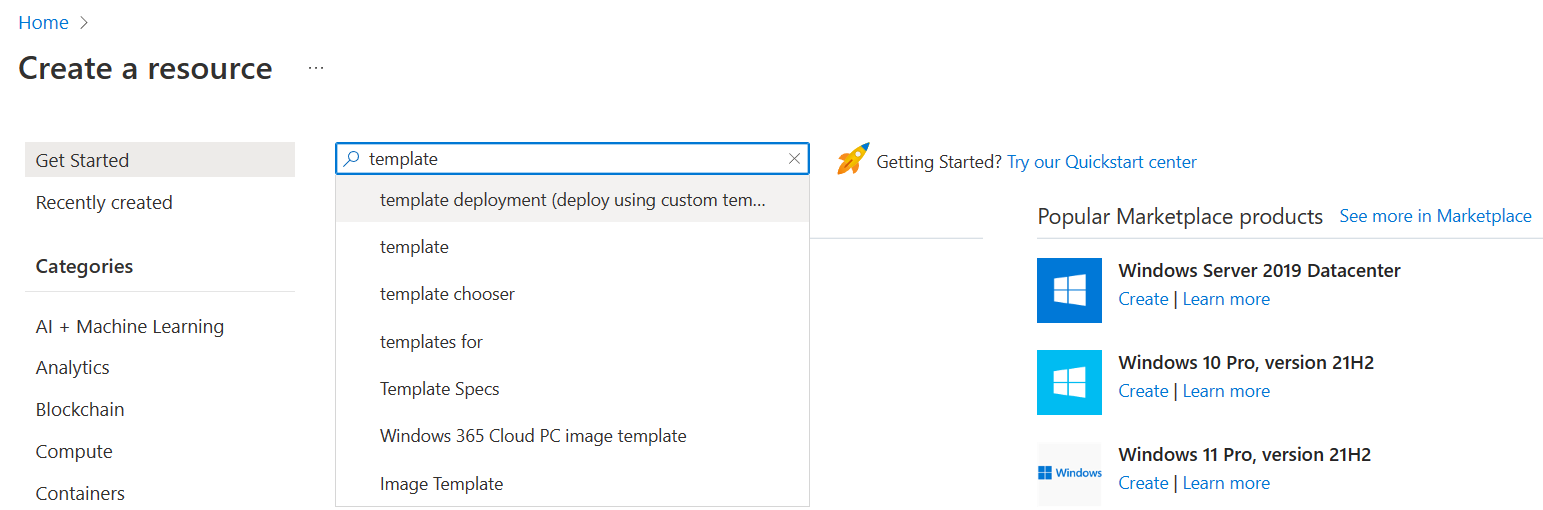 Home
Create a resource
...
Get Started
Recently created
Categories
AI + Machine Learning
Analytics
Blockchain
Compute
Containers
template
template deployment (deploy using custom tem...
template
template chooser
templates for
Template Specs
Windows 365 Cloud PC image template
Image Template
Getting Started? Try our Quickstart center
Popular Marketplace products See more in Marketplace
Windows Server 2019 Datacenter
Create | Learn more
Windows 10 Pro, version 21H2
Create | Learn more
Windows
Windows 11 Pro, version 21H2
Create | Learn more